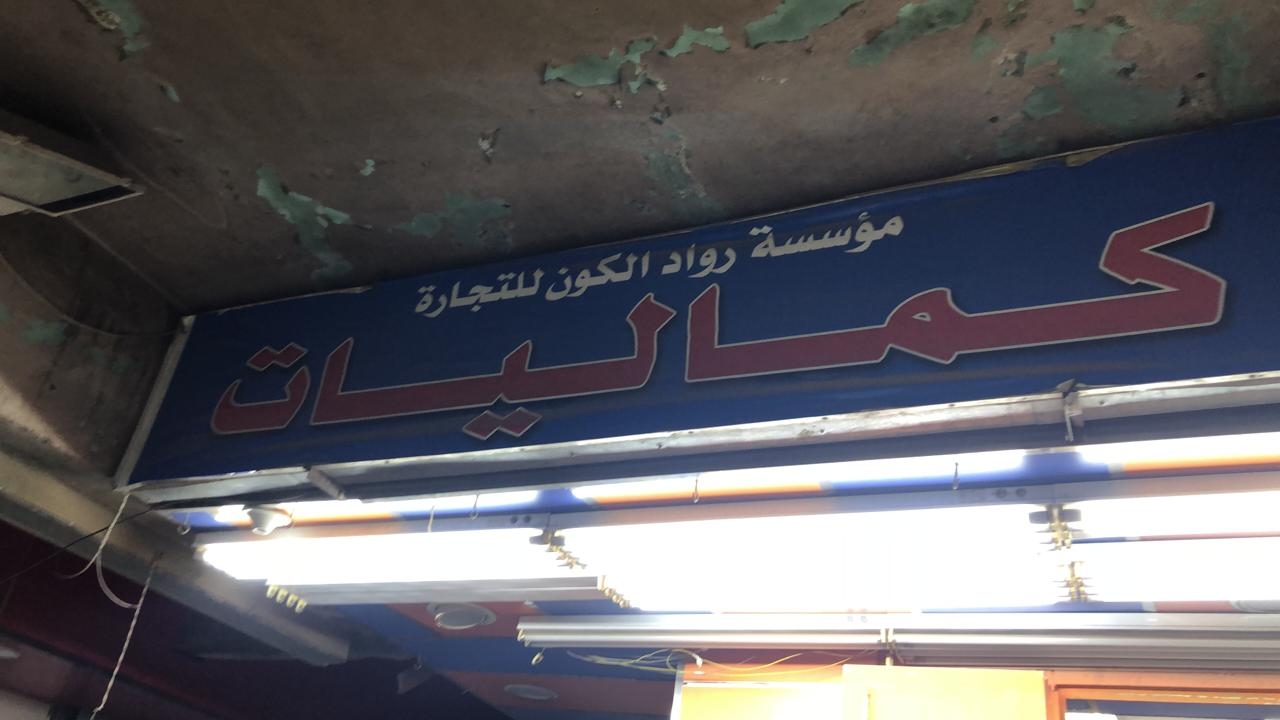 مؤسسة رواد الكون للتجارة
كماليات